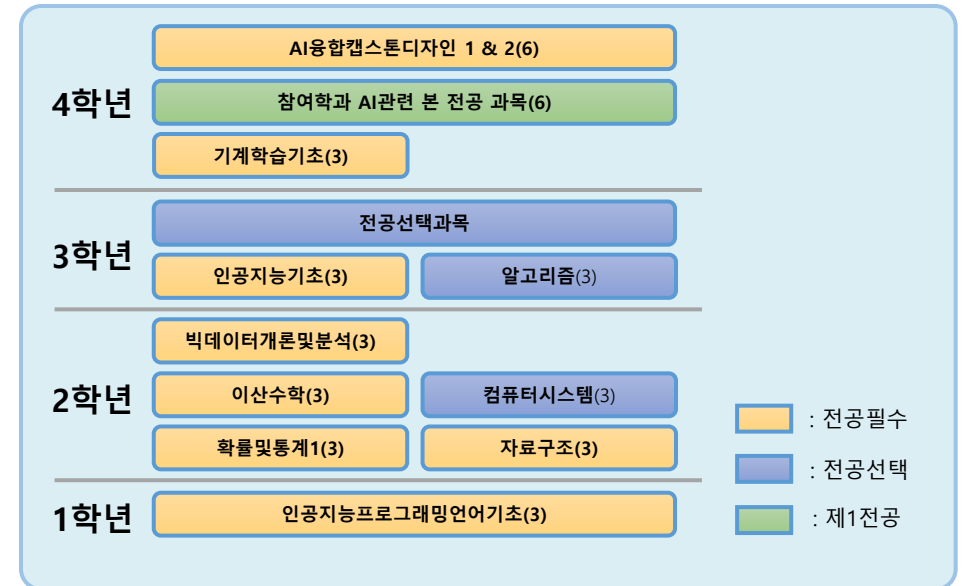 AI융합캡스톤디자인 1 & 2(6)
4학년
참여학과 AI관련 본 전공 과목(6)
기계학습기초(3)
전공선택과목
3학년
인공지능기초(3)
알고리즘(3)
빅데이터개론및분석(3)
2학년
이산수학(3)
컴퓨터시스템(3)
확률및통계1(3)
자료구조(3)
1학년
인공지능프로그래밍언어기초(3)
: 전공필수
: 전공선택
: 제1전공